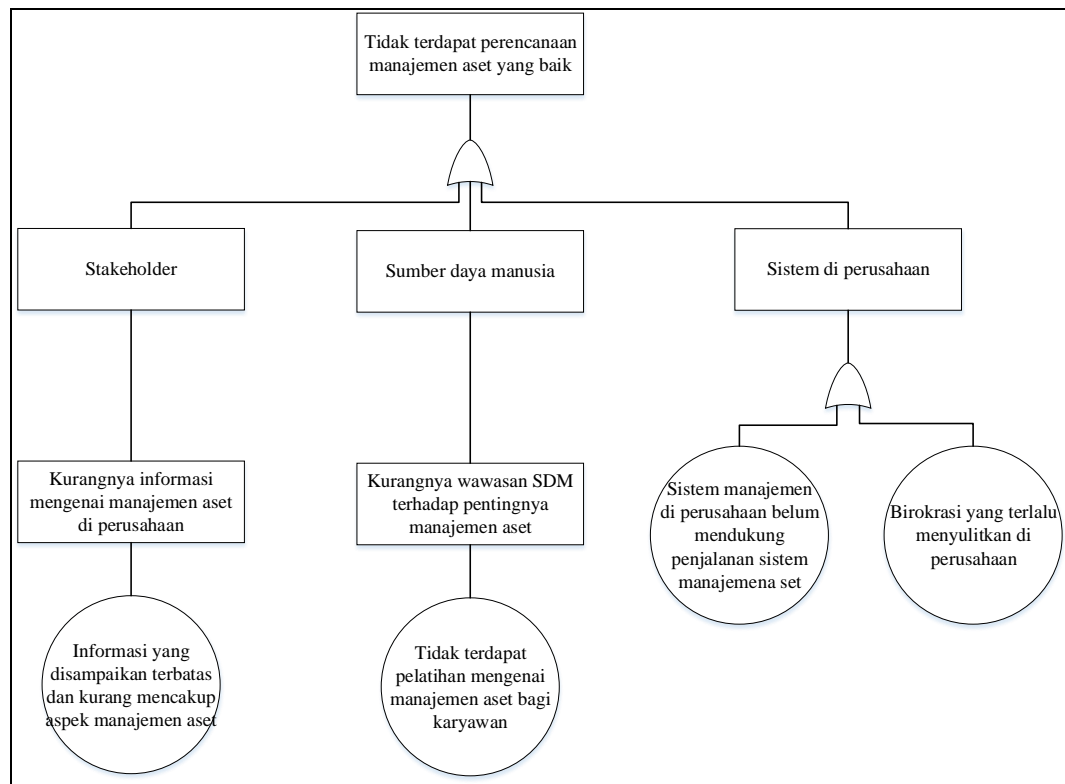 Tidak terdapat perencanaan
manajemen aset yang baik
Stakeholder
Sumber daya manusia
Sistem di perusahaan
Kurangnya informasi
mengenai manajemen aset
di perusahaan
Kurangnya wawasan SDM
terhadap pentingnya
manajemen aset
Sistem manajemen
di perusahaan belum
mendukung
penjalanan sistem
manajemena set
Birokrasi yang terlalu
menyulitkan di
perusahaan
Informasi yang
disampaikan terbatas
dan kurang mencakup
aspek manajemen aset
Tidak terdapat
pelatihan mengenai
manajemen aset bagi
karyawan